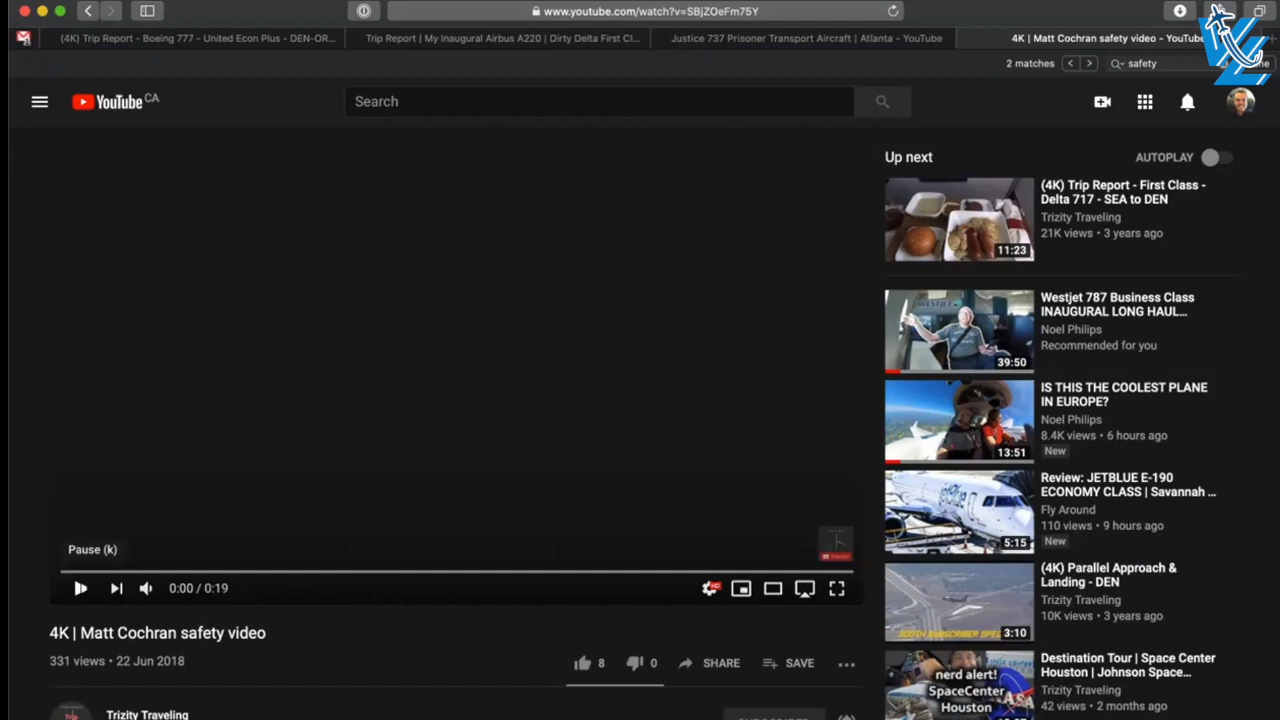 www.youtube.com/watch?v=SBjZOeFm75Y
(4K) Trip Report - Boeing 777 - United Econ Plus - DEN-OR...
Trip Report | My Inaugural Airbus A220 | Dirty Delta First Cl...
Justice 737 Prisoner Transport Aircraft | Atlanta - YouTube
4K | Matt Cochran safety video - YouTube
2 matches
safety
YouTube CA
Search
Up next
AUTOPLAY
(4K) Trip Report - First Class -
Delta 717 - SEA to DEN
Trizity Traveling
21K views • 3 years ago
11:23
Westjet 787 Business Class
INAUGURAL LONG HAUL...
Noel Philips
Recommended for you
39:50
IS THIS THE COOLEST PLANE
IN EUROPE?
Noel Philips
8.4K views • 6 hours ago
New
13:51
Review: JETBLUE E-190
ECONOMY CLASS | Savannah ...
Fly Around
110 views • 9 hours ago
New
5:15
jetBlue
(4K) Parallel Approach &
Landing - DEN
Trizity Traveling
10K views • 3 years ago
3:10
Destination Tour | Space Center
Houston | Johnson Space...
Trizity Traveling
42 views • 2 months ago
nerd alert!
SpaceCenter
Houston
Pause (k)
0:00 / 0:19
HD
4K | Matt Cochran safety video
331 views • 22 Jun 2018
8
0
SHARE
SAVE
Trizity Traveling